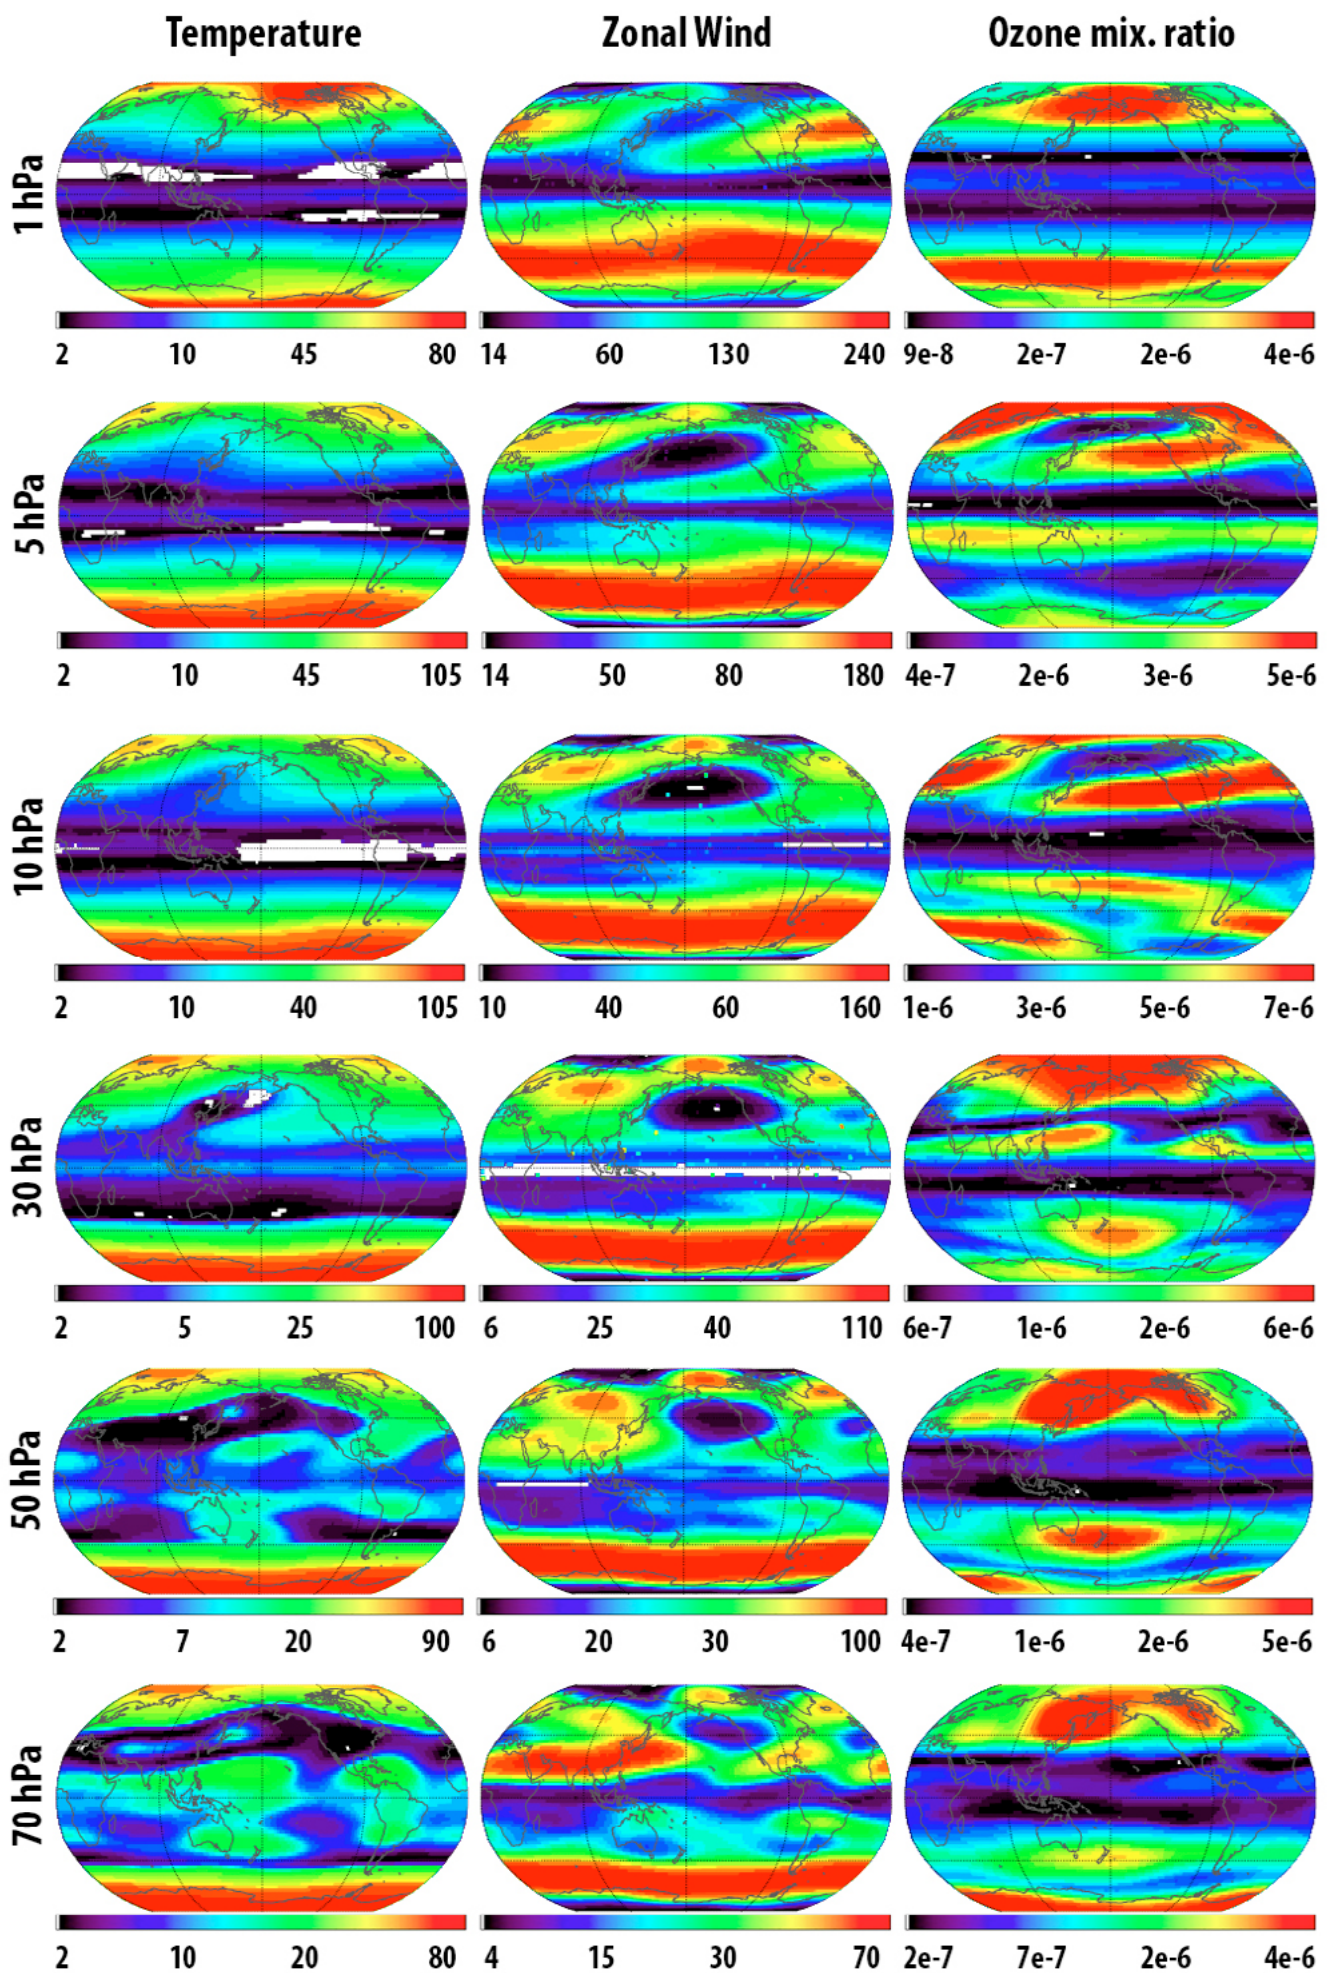 Temperature Zonal Wind Ozone mix. ratio
1 hPa
2 10 45 80 14 60 130 240 9e-8 2e-7 2e-6 4e-6
5 hPa
2 10 45 105 14 50 80 180 4e-7 2e-6 3e-6 5e-6
10 hPa
2 10 40 105 10 40 60 160 1e-6 3e-6 5e-6 7e-6
30 hPa
2 5 25 100 6 25 40 110 6e-7 1e-6 2e-6 6e-6
50 hPa
2 7 20 90 6 20 30 100 4e-7 1e-6 2e-6 5e-6
70 hPa
2 10 20 80 4 15 30 70 2e-7 7e-7 2e-6 4e-6